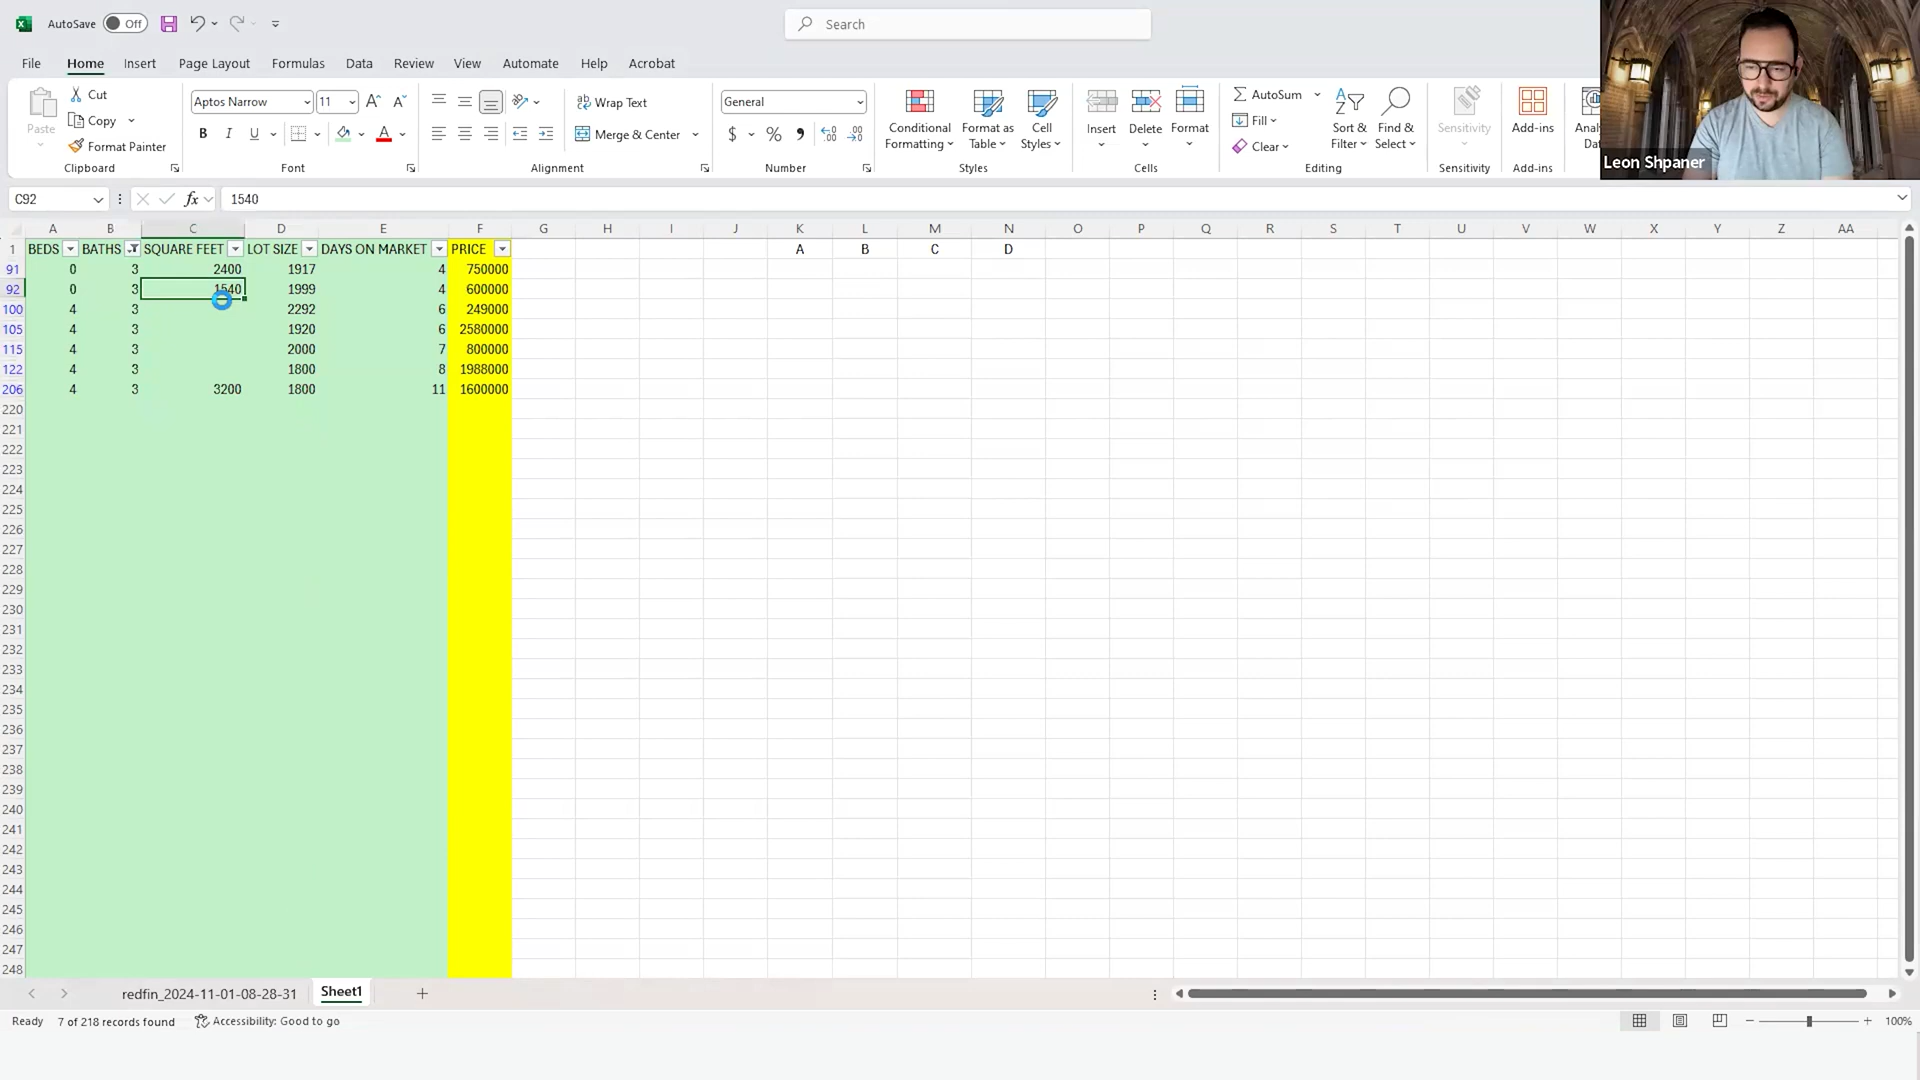 AutoSave Off Search
File Home Insert Page Layout Formulas Data Review View Automate Help Acrobat
Paste Cut Copy Format Painter Clipboard
Aptos Narrow 11 A A B I U A Font
Wrap Text Merge & Center Alignment
General $ % , Number
Conditional Formatting Format as Table Cell Styles Styles
Insert Delete Format Cells
AutoSum Fill Clear Sort & Filter Find & Select Editing
Sensitivity Sensitivity
Add-ins Add-ins
Leon Shpaner
C92 fx 1540
A B C D E F G H I J K L M N O P Q R S T U V W X Y Z AA
1 BEDS BATHS SQUARE FEET LOT SIZE DAYS ON MARKET PRICE A B C D
91 0 3 2400 1917 4 750000
92 0 3 1540 1999 4 600000
100 4 3 2292 6 249000
105 4 3 1920 6 2580000
115 4 3 2000 7 800000
122 4 3 1800 8 1988000
206 4 3 3200 1800 11 1600000
220
221
222
223
224
225
226
227
228
229
230
231
232
233
234
235
236
237
238
239
240
241
242
243
244
245
246
247
248
redfin_2024-11-01-08-28-31 Sheet1
Ready 7 of 218 records found Accessibility: Good to go 100%